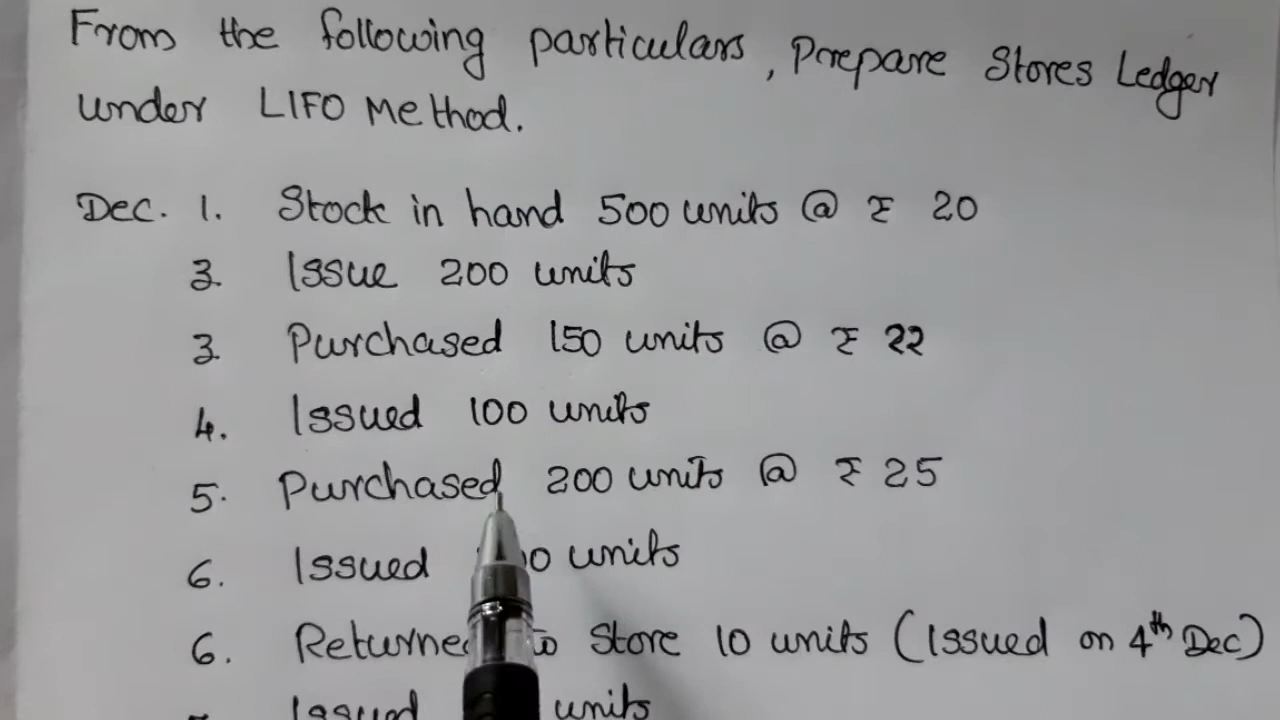 From the following particulars, Prepare Stores Ledger
under LIFO Method.
Dec. 1. Stock in hand 500 units @ ₹ 20
3. Issue 200 units
3. Purchased 150 units @ ₹ 22
4. Issued 100 units
5. Purchased 200 units @ ₹ 25
6. Issued units
6. Returned to Store 10 units (Issued on 4th Dec)
Issued units